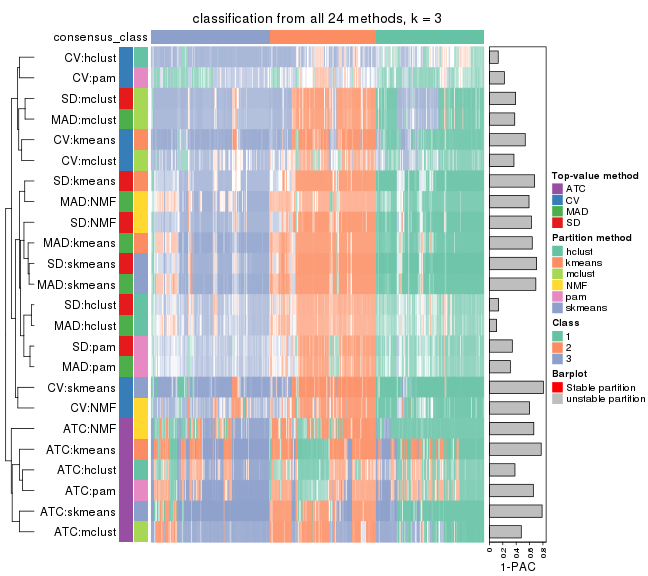 classification from all 24 methods, k = 3
consensus_class
CV:hclust
CV:pam
SD:mclust
MAD:mclust
CV:kmeans
CV:mclust
SD:kmeans
MAD:NMF
SD:NMF
MAD:kmeans
SD:skmeans
MAD:skmeans
SD:hclust
MAD:hclust
SD:pam
MAD:pam
CV:skmeans
CV:NMF
ATC:NMF
ATC:kmeans
ATC:hclust
ATC:pam
ATC:skmeans
ATC:mclust
0 0.2 0.4 0.6 0.8
1-PAC
Top-value method
ATC
CV
MAD
SD
Partition method
hclust
kmeans
mclust
NMF
pam
skmeans
Class
1
2
3
Barplot
Stable partition
unstable partition